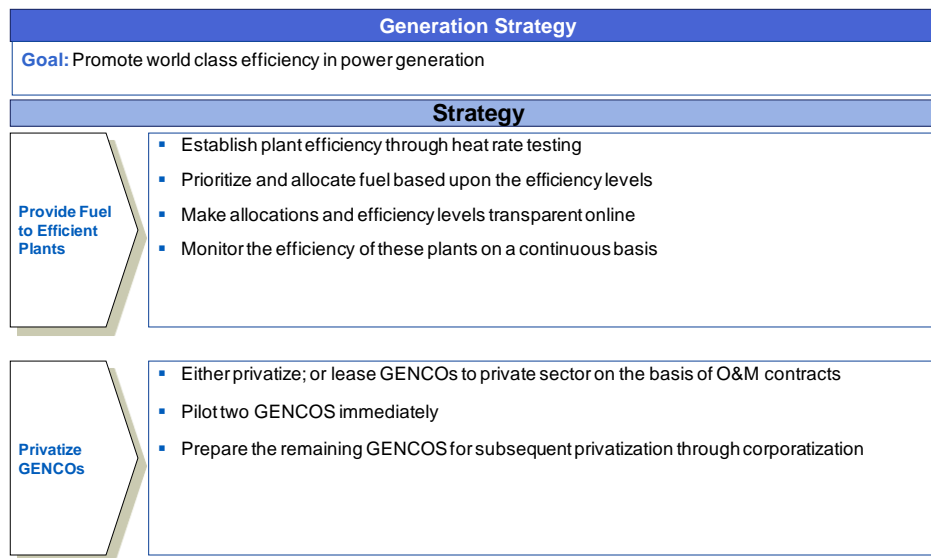 Generation Strategy
Goal: Promote world class efficiency in power generation
Strategy
Provide Fuel
to Efficient
Plants
Establish plant efficiency through heat rate testing
Prioritize and allocate fuel based upon the efficiency levels
Make allocations and efficiency levels transparent online
Monitor the efficiency of these plants on a continuous basis
Privatize
GENCOs
Either privatize; or lease GENCOs to private sector on the basis of O&M contracts
Pilot two GENCOS immediately
Prepare the remaining GENCOS for subsequent privatization through corporatization